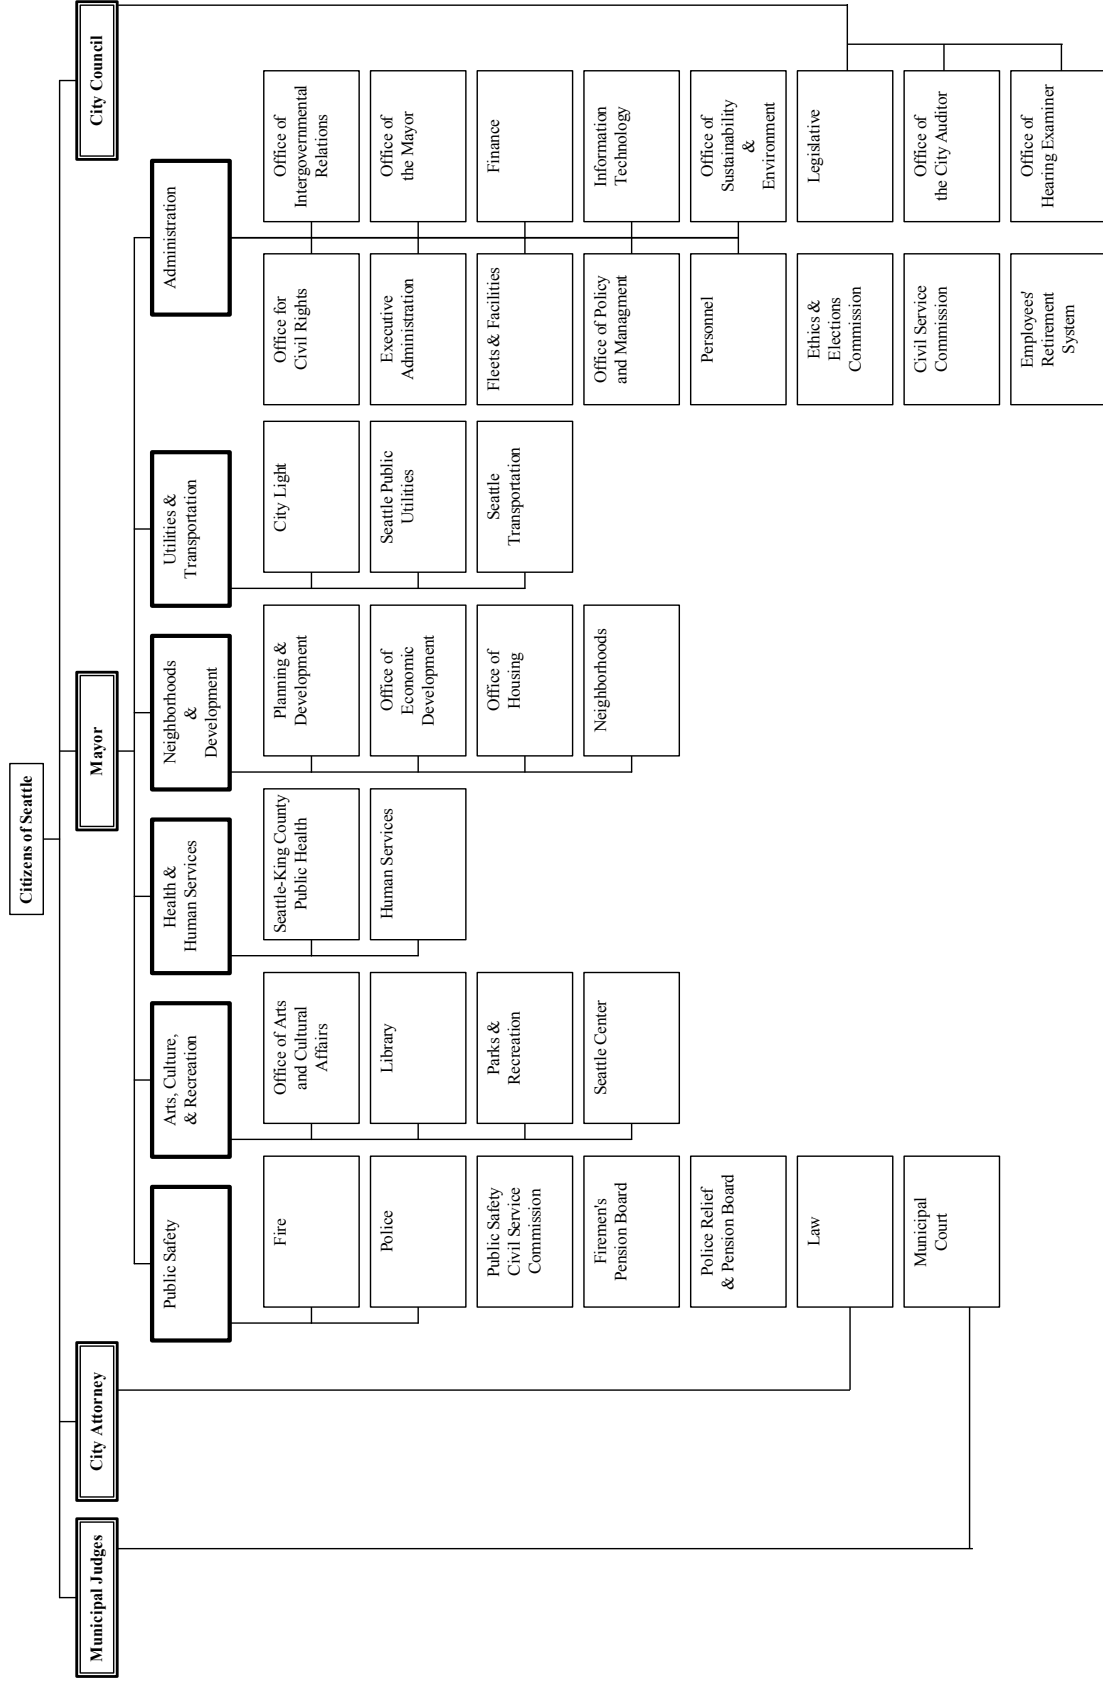 Citizens of Seattle
Municipal Judges
City Attorney
Mayor
City Council
Public Safety
Arts, Culture,
& Recreation
Health &
Human Services
Neighborhoods
&
Development
Utilities &
Transportation
Administration
Fire
Police
Public Safety
Civil Service
Commission
Firemen's
Pension Board
Police Relief
& Pension Board
Law
Municipal
Court
Office of Arts
and Cultural
Affairs
Library
Parks &
Recreation
Seattle Center
Seattle-King County
Public Health
Human Services
Planning &
Development
Office of
Economic
Development
Office of
Housing
Neighborhoods
City Light
Seattle Public
Utilities
Seattle
Transportation
Office for
Civil Rights
Executive
Administration
Fleets & Facilities
Office of Policy
and Managment
Personnel
Ethics &
Elections
Commission
Civil Service
Commission
Employees'
Retirement
System
Office of
Intergovernmental
Relations
Office of
the Mayor
Finance
Information
Technology
Office of
Sustainability
&
Environment
Legislative
Office of
the City Auditor
Office of
Hearing Examiner